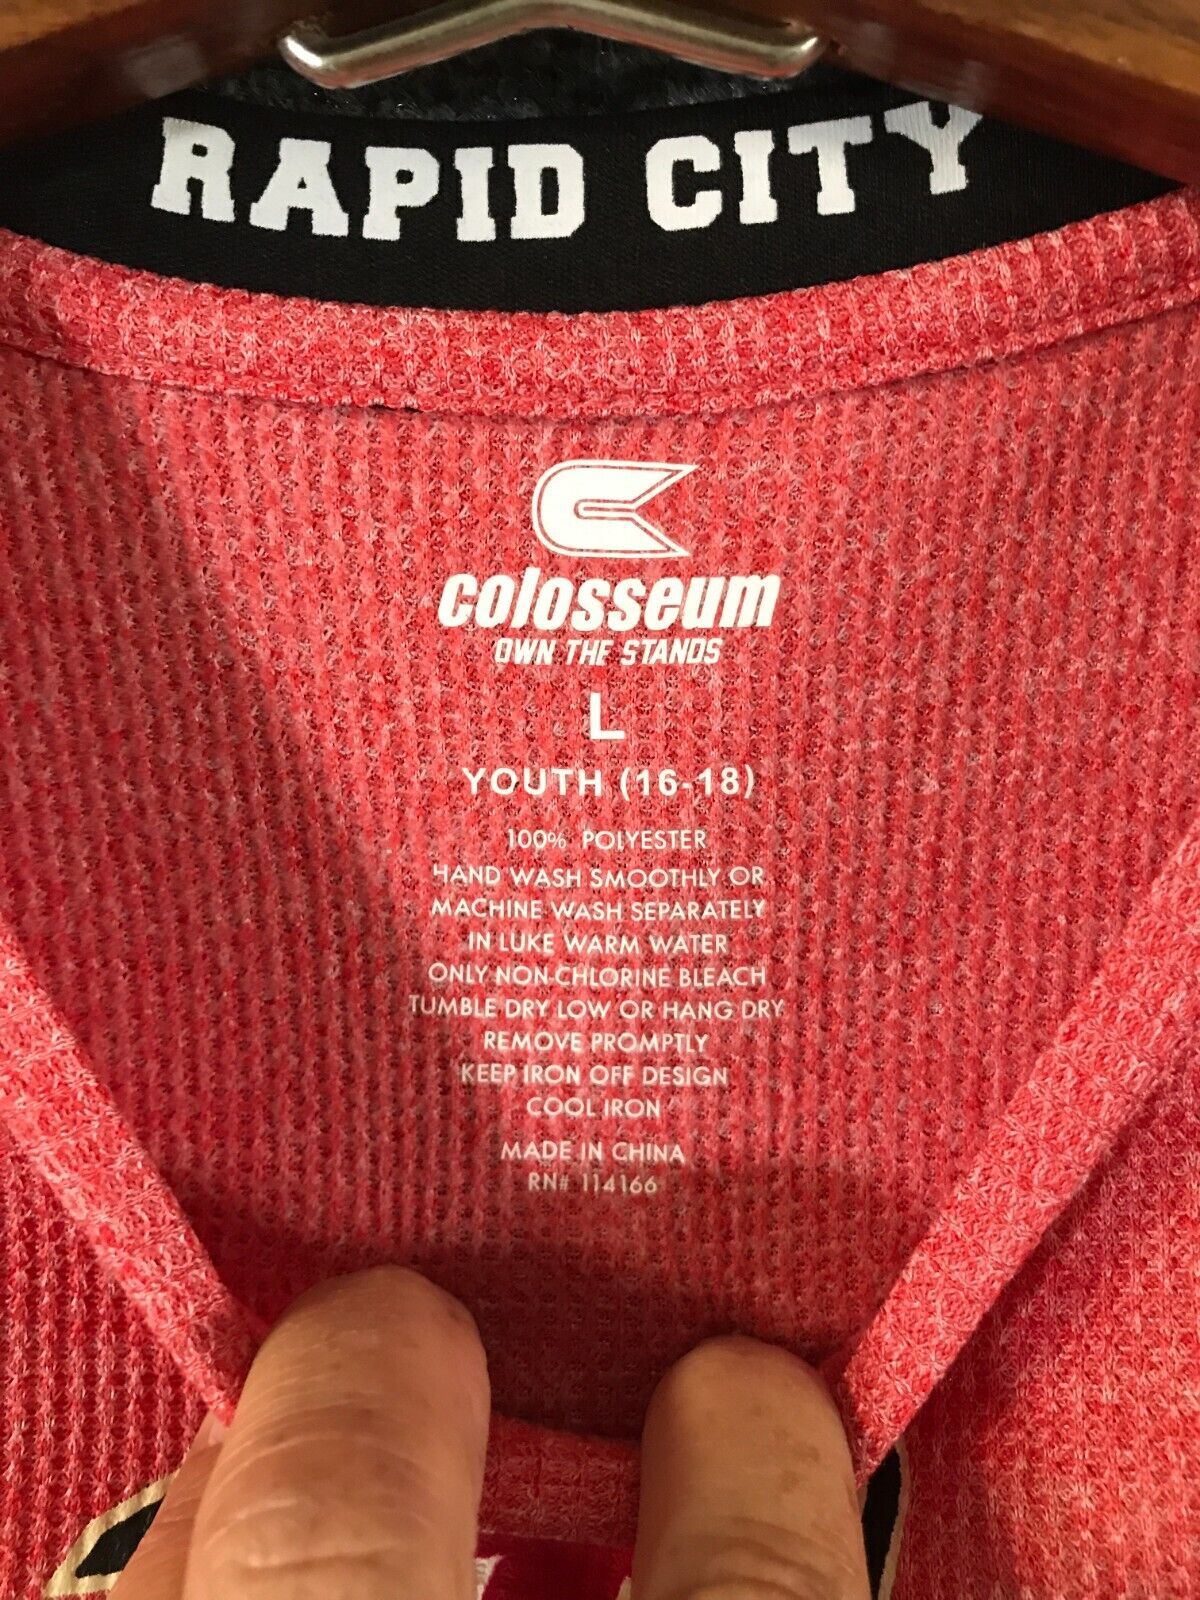 RAPID CITY
colosseum
OWN THE STANDS
L
YOUTH (16-18)
100% POLYESTER
HAND WASH SMOOTHLY OR
MACHINE WASH SEPARATELY
IN LUKE WARM WATER
ONLY NON-CHLORINE BLEACH
TUMBLE DRY LOW OR HANG DRY
REMOVE PROMPTLY
KEEP IRON OFF DESIGN
COOL IRON
MADE IN CHINA
RN# 114166